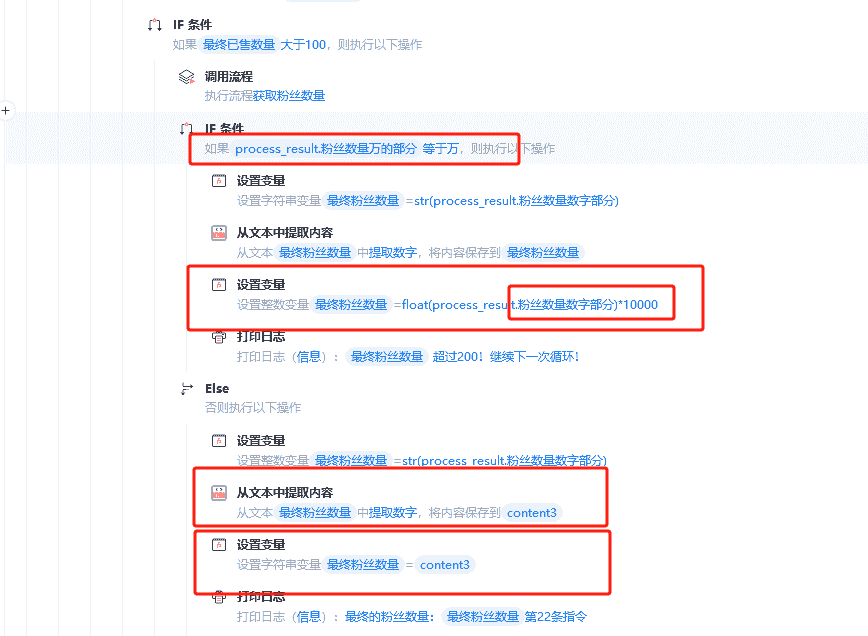 IF 条件
如果 最终已售数量 大于100，则执行以下操作
调用流程
执行流程获取粉丝数量
IF 条件
如果 process_result.粉丝数量万的部分 等于万，则执行以下操作
设置变量
设置字符串变量 最终粉丝数量 =str(process_result.粉丝数量数字部分)
从文本中提取内容
从文本 最终粉丝数量 中提取数字，将内容保存到 最终粉丝数量
设置变量
设置整数变量 最终粉丝数量 =float(process_result.粉丝数量数字部分)*10000
打印日志
打印日志（信息）： 最终粉丝数量 超过200！继续下一次循环！
Else
否则执行以下操作
设置变量
设置整数变量 最终粉丝数量 =str(process_result.粉丝数量数字部分)
从文本中提取内容
从文本 最终粉丝数量 中提取数字，将内容保存到 content3
设置变量
设置字符串变量 最终粉丝数量 = content3
打印日志
打印日志（信息）： 最终的粉丝数量： 最终粉丝数量 第22条指令